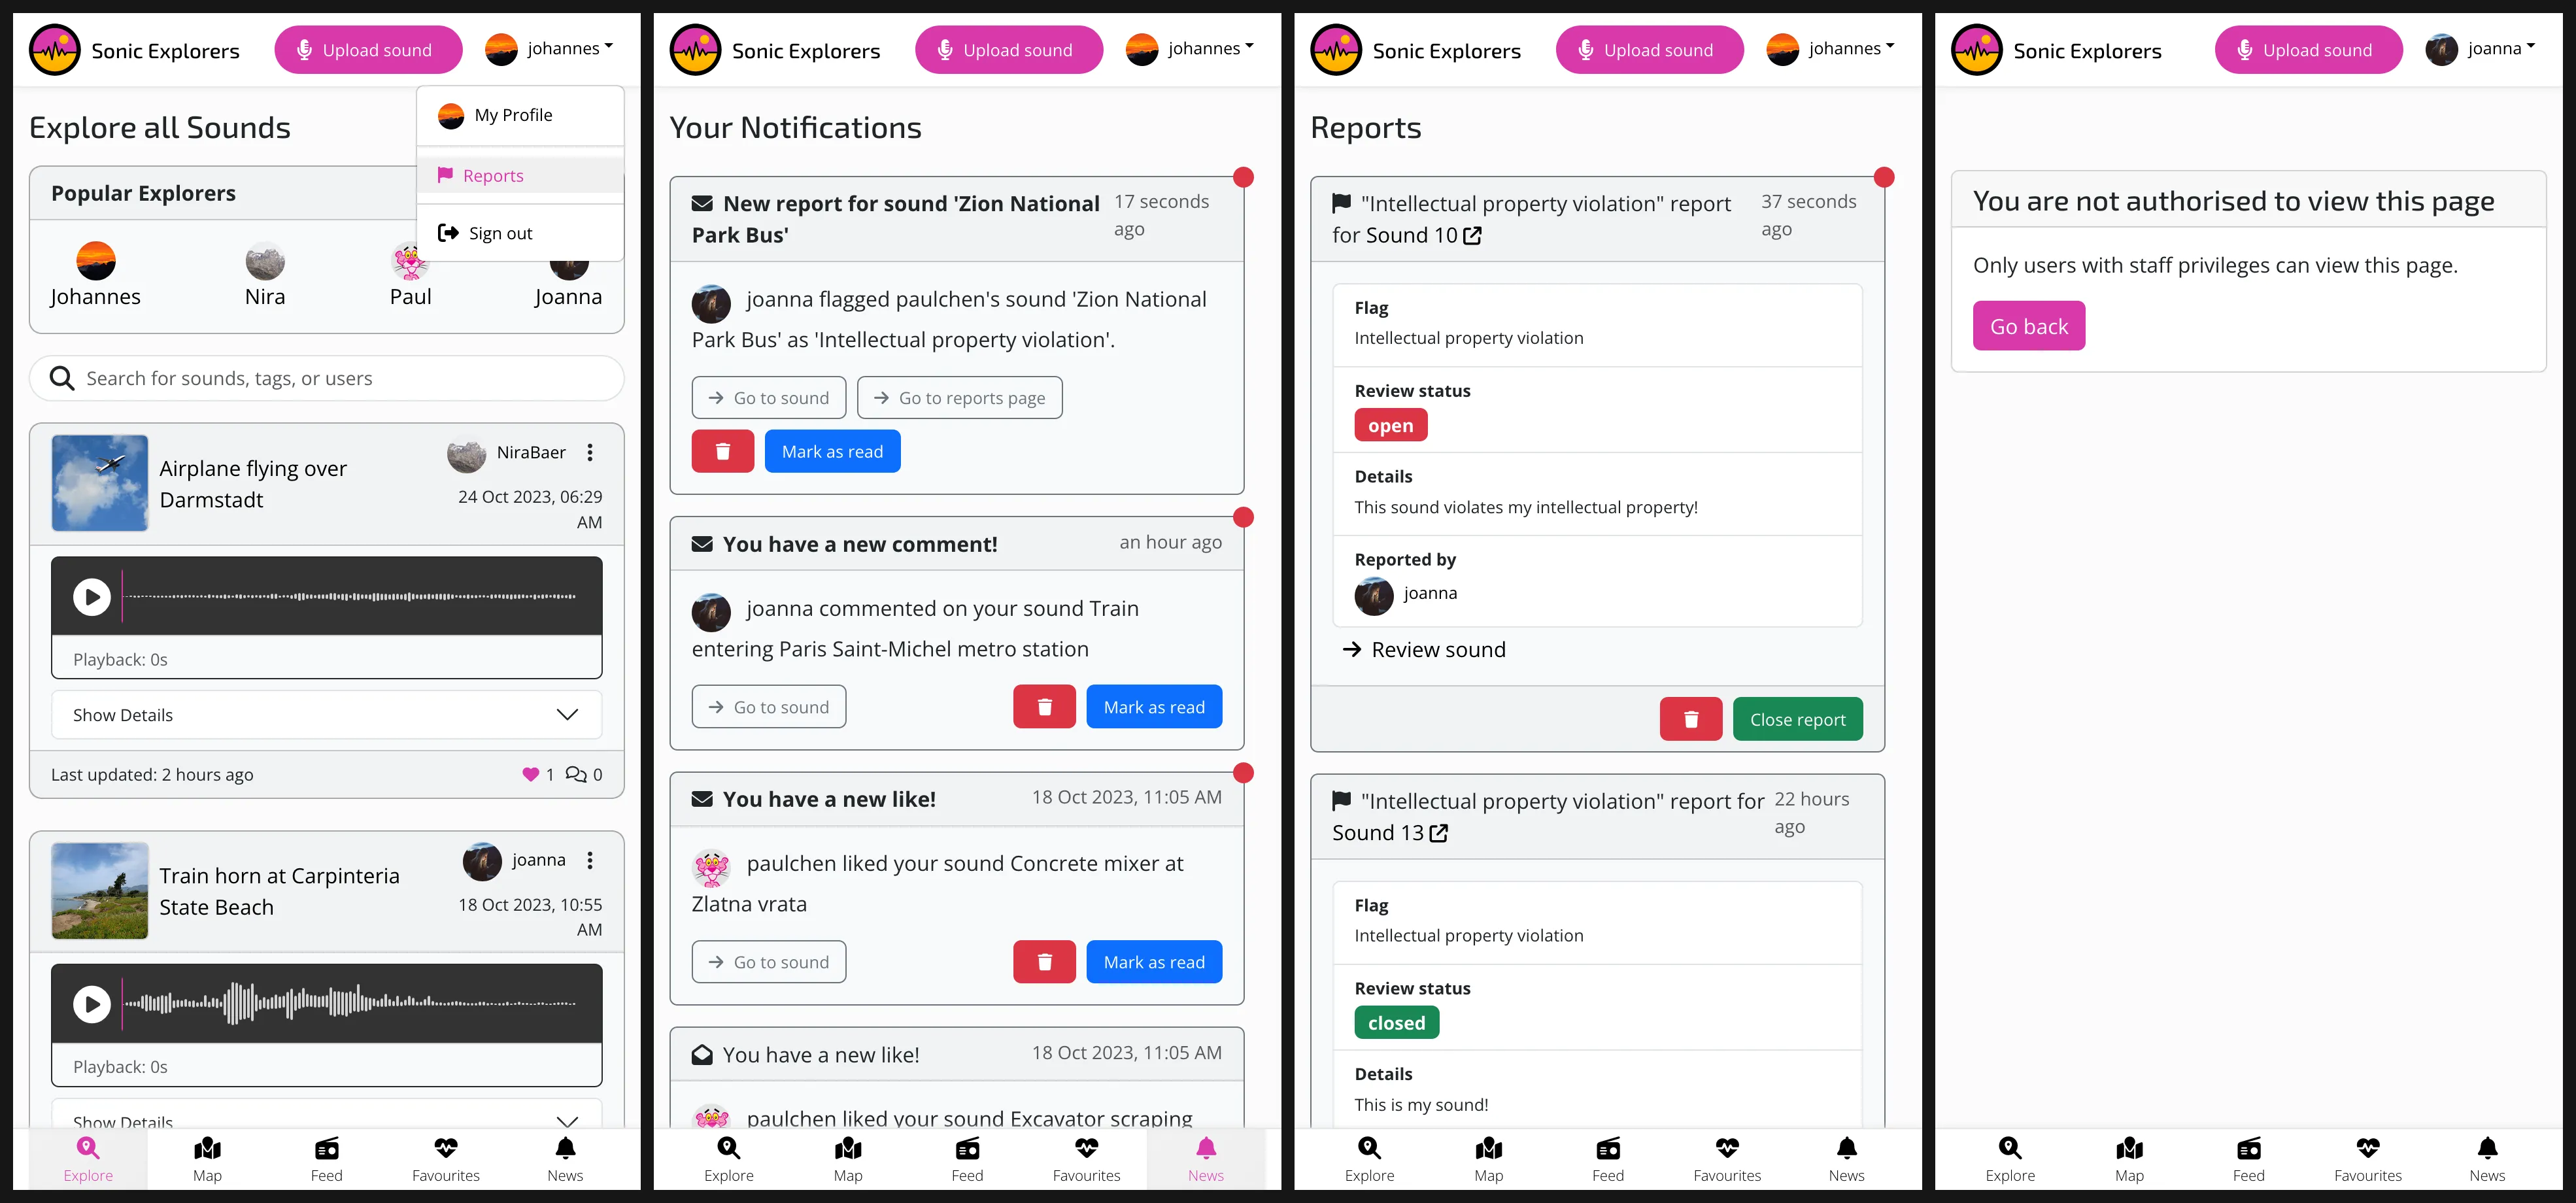 Sonic Explorers
Upload sound
johannes
My Profile
Reports
Sign out
Explore all Sounds
Popular Explorers
Johannes
Nira
Paul
Joanna
Search for sounds, tags, or users
Airplane flying over
Darmstadt
NiraBaer
24 Oct 2023, 06:29
AM
Playback: 0s
Show Details
Last updated: 2 hours ago
1
0
Train horn at Carpinteria
State Beach
joanna
18 Oct 2023, 10:55
AM
Playback: 0s
Show Details
Explore
Map
Feed
Favourites
News
Sonic Explorers
Upload sound
johannes
Your Notifications
New report for sound 'Zion National
Park Bus'
17 seconds
ago
joanna flagged paulchen's sound 'Zion National
Park Bus' as 'Intellectual property violation'.
Go to sound
Go to reports page
Mark as read
You have a new comment!
an hour ago
joanna commented on your sound Train
entering Paris Saint-Michel metro station
Go to sound
Mark as read
You have a new like!
18 Oct 2023, 11:05 AM
paulchen liked your sound Concrete mixer at
Zlatna vrata
Go to sound
Mark as read
You have a new like!
18 Oct 2023, 11:05 AM
paulchen liked your sound Excavator scraping
Explore
Map
Feed
Favourites
News
Sonic Explorers
Upload sound
johannes
Reports
"Intellectual property violation" report
for Sound 10
37 seconds
ago
Flag
Intellectual property violation
Review status
open
Details
This sound violates my intellectual property!
Reported by
joanna
Review sound
Close report
"Intellectual property violation" report for
Sound 13
22 hours
ago
Flag
Intellectual property violation
Review status
closed
Details
This is my sound!
Explore
Map
Feed
Favourites
News
Sonic Explorers
Upload sound
joanna
You are not authorised to view this page
Only users with staff privileges can view this page.
Go back
Explore
Map
Feed
Favourites
News